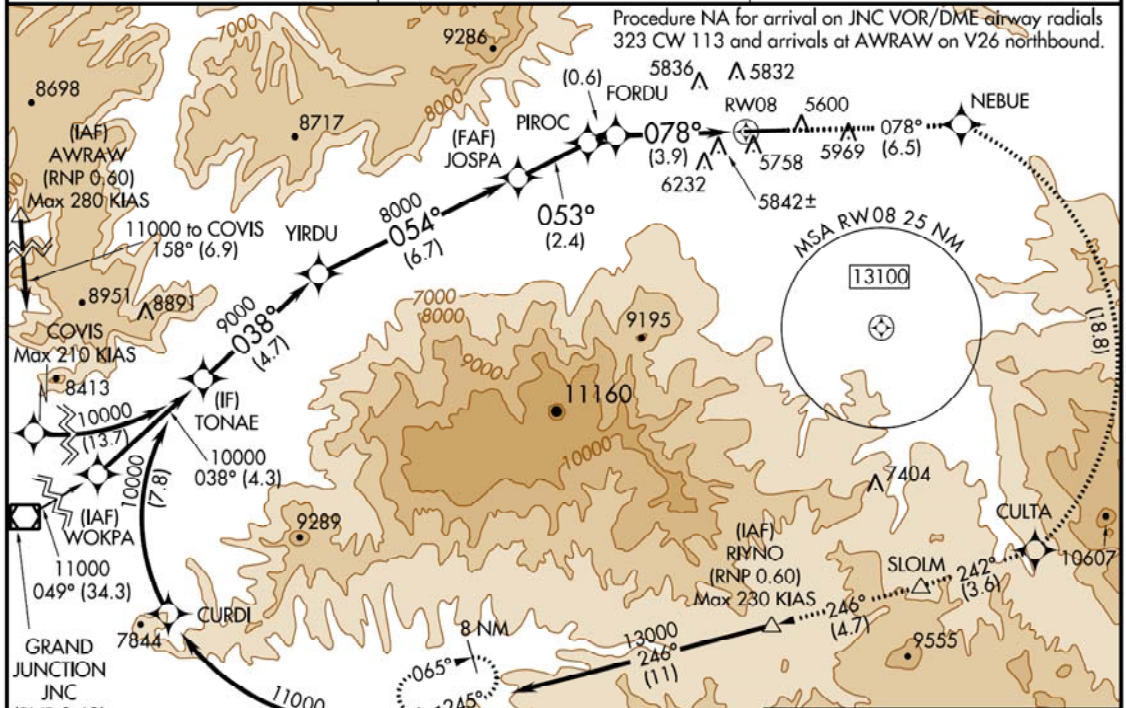 Procedure NA for arrival on JNC VOR/DME airway radials
323 CW 113 and arrivals at AWRAW on V26 northbound.
7000
9286
8698
8717
8000
5836
5832
(0.6)
FORDU
RW08
5600
NEBUE
PIROC
078°
(3.9)
078°
(6.5)
5969
5758
6232
5842±
(FAF)
JOSPA
(IAF)
AWRAW
(RNP 0.60)
Max 280 KIAS
053°
(2.4)
8000
054°
(6.7)
YIRDU
11000 to COVIS
158° (6.9)
MSA RW08 25 NM
13100
8951
8891
7000
8000
9000
9195
9000
038°
(4.7)
(18.8)
COVIS
Max 210 KIAS
8413
11160
10000
(IF)
TONAE
10000
(13.7)
10000
038° (4.3)
10000
(7.8)
7404
(IAF)
WOKPA
9289
CULTA
10607
11000
049° (34.3)
(IAF)
RIYNO
(RNP 0.60)
Max 230 KIAS
SLOLM
242°
(3.6)
246°
(4.7)
CURDI
7844
8 NM
13000
246°
(11)
9555
065°
245°
GRAND
JUNCTION
JNC
11000